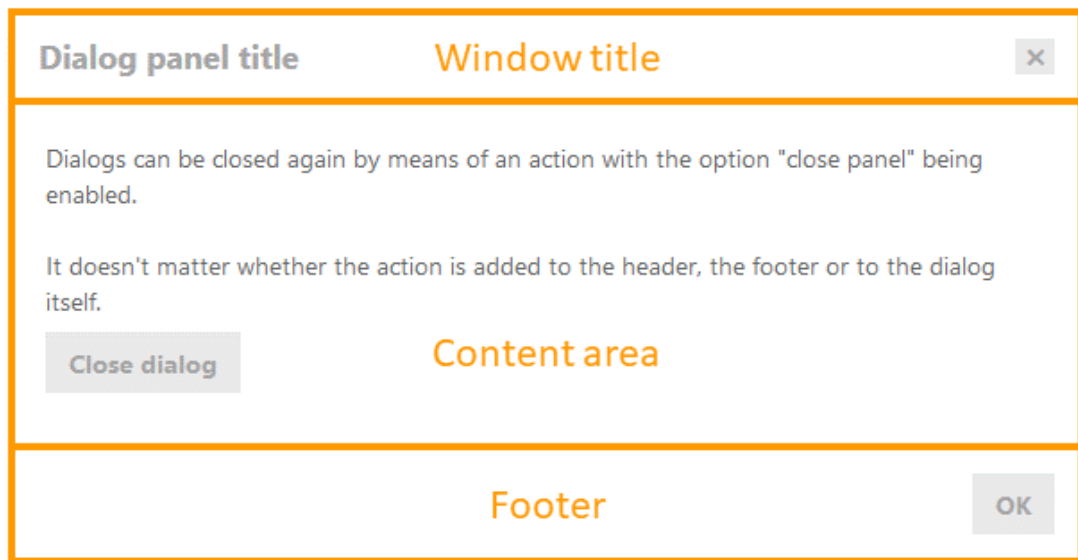 Dialog panel title Window title ×
Dialogs can be closed again by means of an action with the option "close panel" being
enabled.
It doesn't matter whether the action is added to the header, the footer or to the dialog
itself.
Close dialog Content area
Footer OK